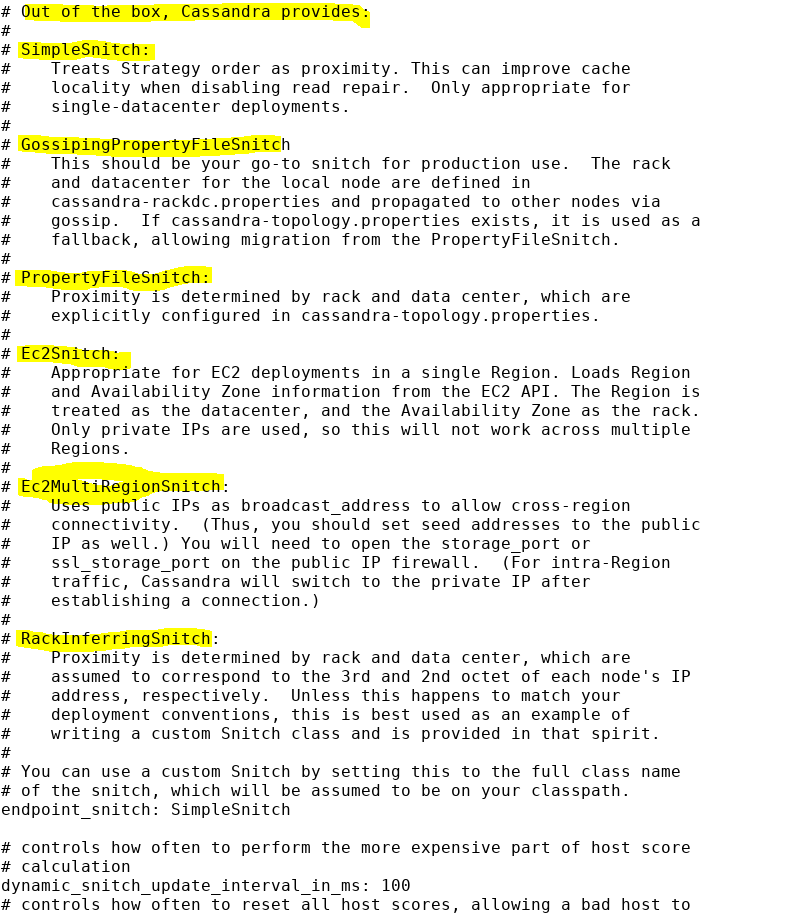 # Out of the box, Cassandra provides:
#
# SimpleSnitch:
#    Treats Strategy order as proximity. This can improve cache
#    locality when disabling read repair.  Only appropriate for
#    single-datacenter deployments.
#
# GossipingPropertyFileSnitch
#    This should be your go-to snitch for production use.  The rack
#    and datacenter for the local node are defined in
#    cassandra-rackdc.properties and propagated to other nodes via
#    gossip.  If cassandra-topology.properties exists, it is used as a
#    fallback, allowing migration from the PropertyFileSnitch.
#
# PropertyFileSnitch:
#    Proximity is determined by rack and data center, which are
#    explicitly configured in cassandra-topology.properties.
#
# Ec2Snitch:
#    Appropriate for EC2 deployments in a single Region. Loads Region
#    and Availability Zone information from the EC2 API. The Region is
#    treated as the datacenter, and the Availability Zone as the rack.
#    Only private IPs are used, so this will not work across multiple
#    Regions.
#
# Ec2MultiRegionSnitch:
#    Uses public IPs as broadcast_address to allow cross-region
#    connectivity.  (Thus, you should set seed addresses to the public
#    IP as well.) You will need to open the storage_port or
#    ssl_storage_port on the public IP firewall.  (For intra-Region
#    traffic, Cassandra will switch to the private IP after
#    establishing a connection.)
#
# RackInferringSnitch:
#    Proximity is determined by rack and data center, which are
#    assumed to correspond to the 3rd and 2nd octet of each node's IP
#    address, respectively.  Unless this happens to match your
#    deployment conventions, this is best used as an example of
#    writing a custom Snitch class and is provided in that spirit.
#
# You can use a custom Snitch by setting this to the full class name
# of the snitch, which will be assumed to be on your classpath.
endpoint_snitch: SimpleSnitch

# controls how often to perform the more expensive part of host score
# calculation
dynamic_snitch_update_interval_in_ms: 100
# controls how often to reset all host scores, allowing a bad host to